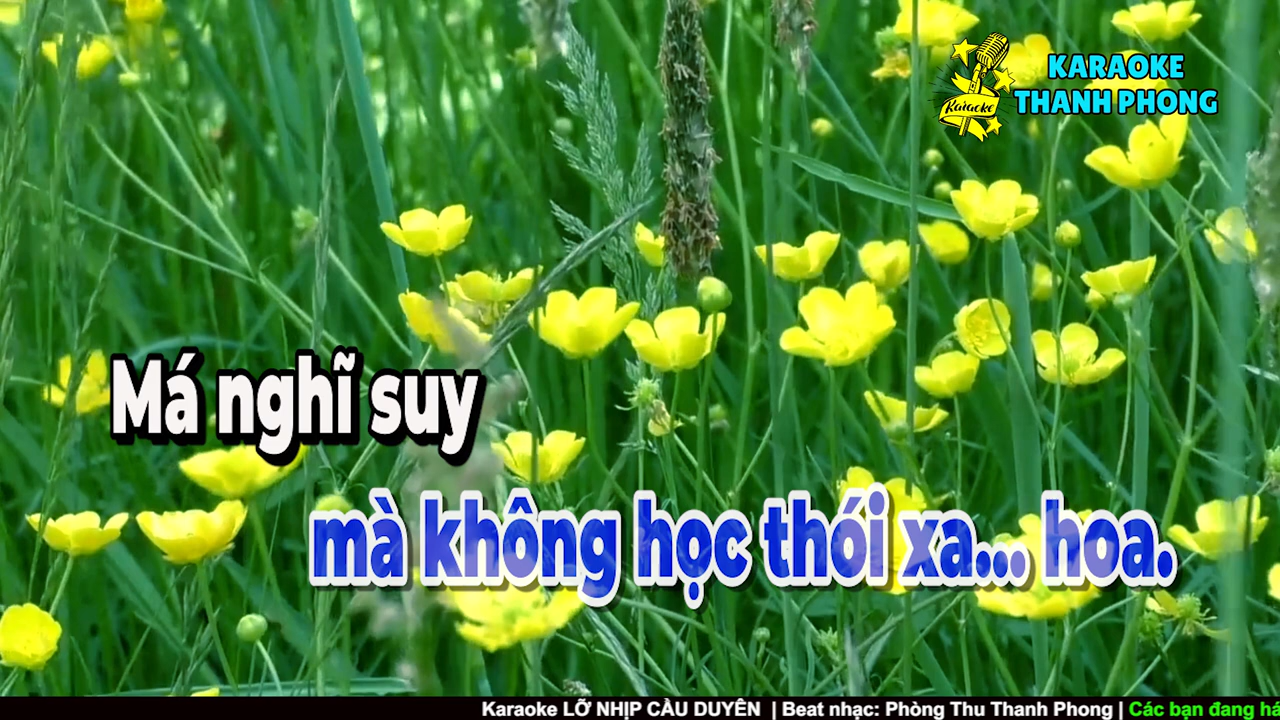 KARAOKE
THANH PHONG
Karaoke
Má nghĩ suy
mà không học thói xa... hoa.
Karaoke LỠ NHỊP CẦU DUYÊN | Beat nhạc: Phòng Thu Thanh Phong | Các bạn đang há